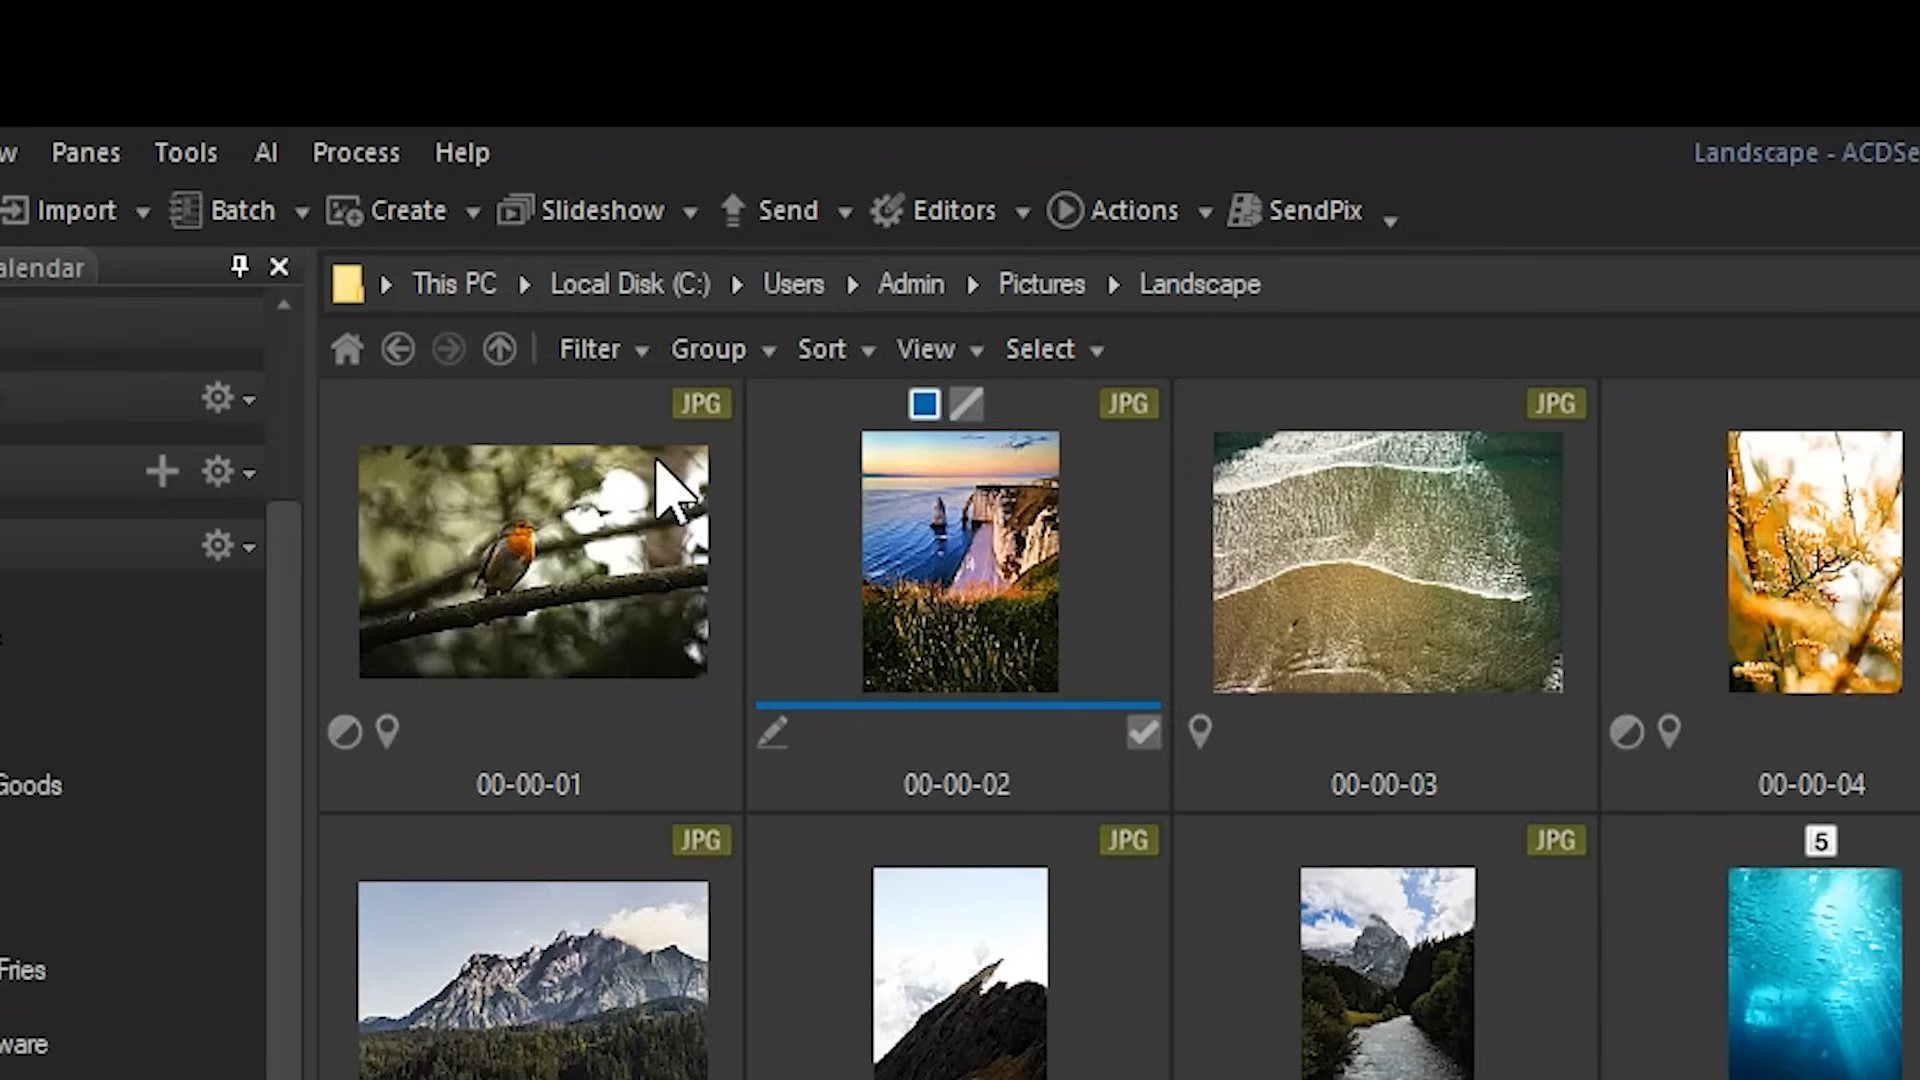 w Panes Tools AI Process Help Landscape - ACDSe
Import Batch Create Slideshow Send Editors Actions SendPix
alendar
This PC Local Disk (C:) Users Admin Pictures Landscape
Filter Group Sort View Select
JPG JPG JPG
00-00-01 00-00-02 00-00-03 00-00-04
Goods
JPG JPG JPG 5
Fries
ware